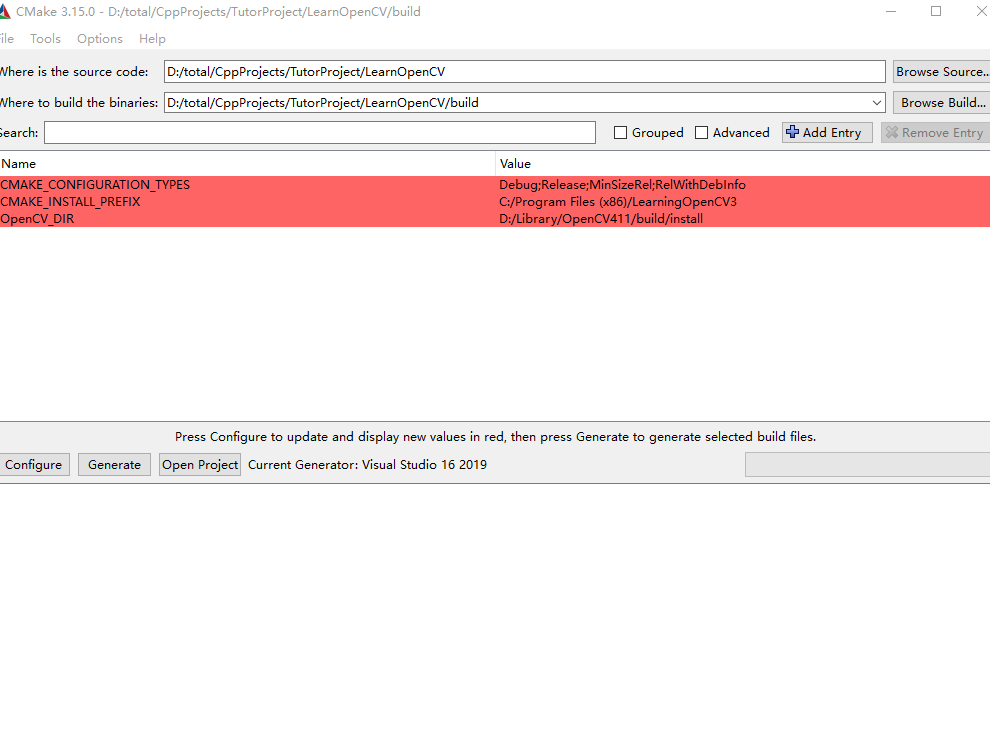 CMake 3.15.0 - D:/total/CppProjects/TutorProject/LearnOpenCV/build
ile Tools Options Help
Where is the source code: D:/total/CppProjects/TutorProject/LearnOpenCV Browse Source...
Where to build the binaries: D:/total/CppProjects/TutorProject/LearnOpenCV/build Browse Build...
Search: Grouped Advanced Add Entry Remove Entry
Name Value
CMAKE_CONFIGURATION_TYPES Debug;Release;MinSizeRel;RelWithDebInfo
CMAKE_INSTALL_PREFIX C:/Program Files (x86)/LearningOpenCV3
OpenCV_DIR D:/Library/OpenCV411/build/install
Press Configure to update and display new values in red, then press Generate to generate selected build files.
Configure Generate Open Project Current Generator: Visual Studio 16 2019